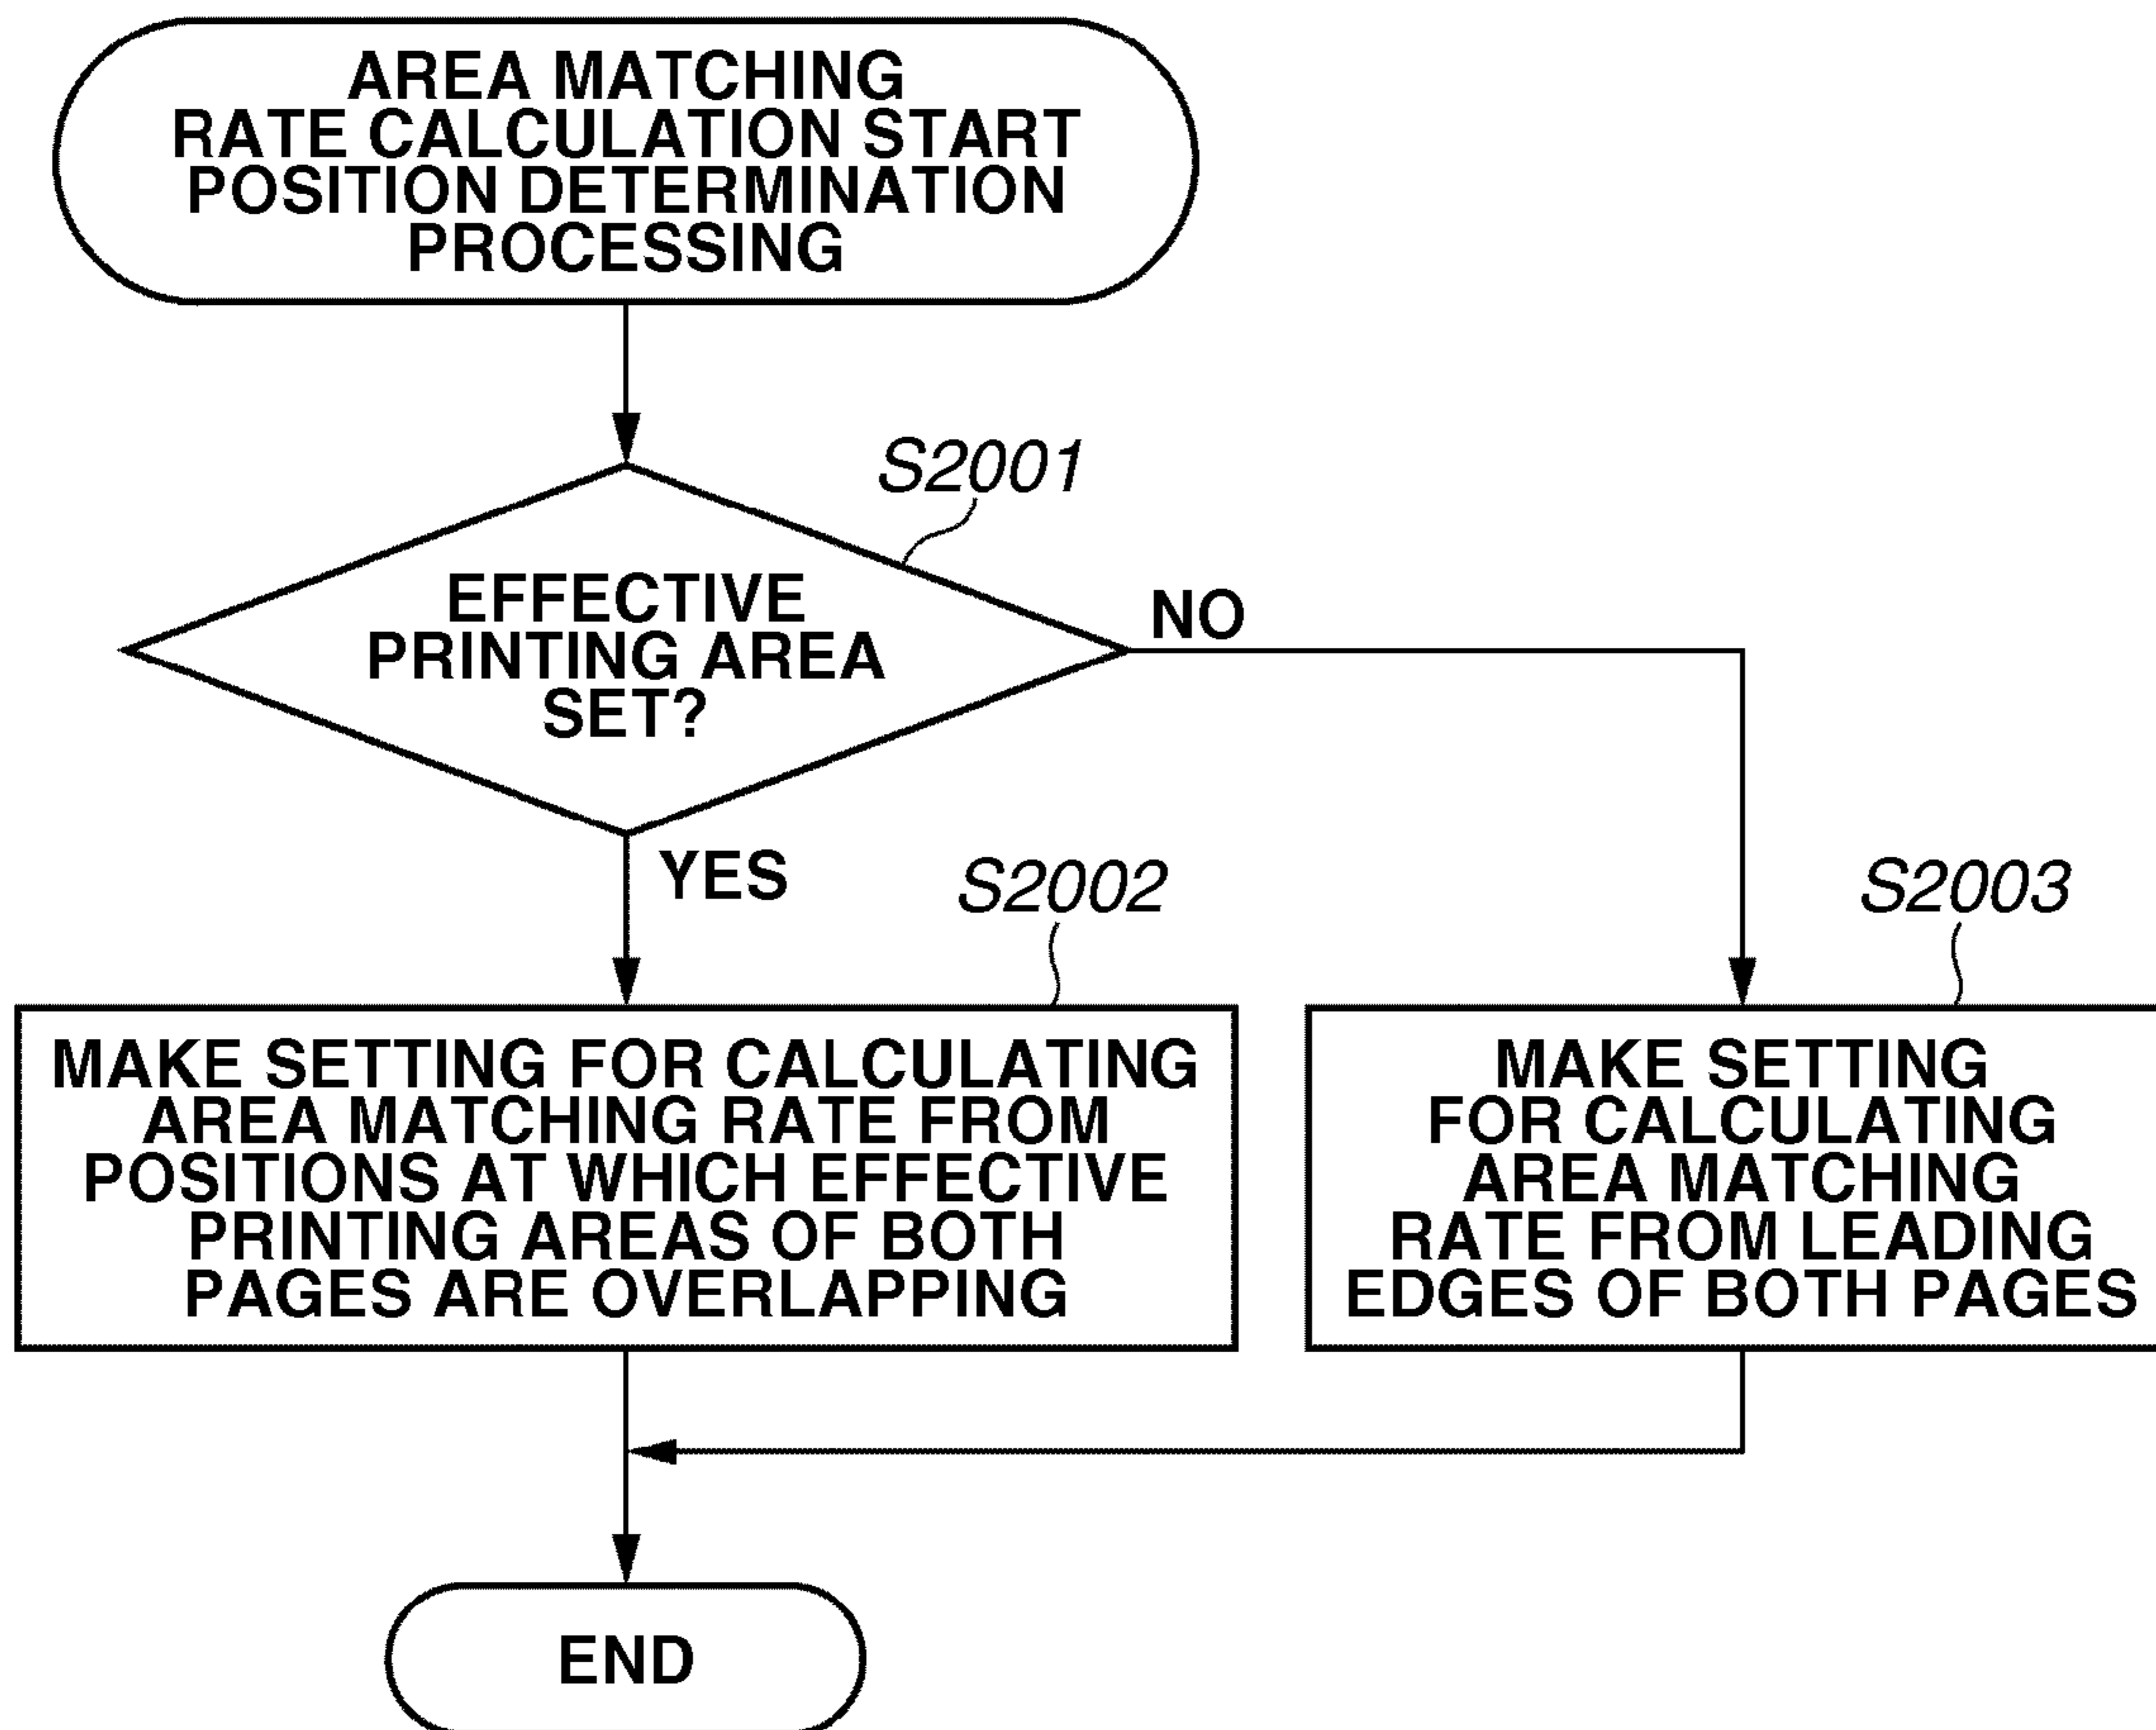 AREA MATCHING
RATE CALCULATION START
POSITION DETERMINATION
PROCESSING
S2001
EFFECTIVE
PRINTING AREA
SET?
NO
YES
S2002
S2003
MAKE SETTING FOR CALCULATING
AREA MATCHING RATE FROM
POSITIONS AT WHICH EFFECTIVE
PRINTING AREAS OF BOTH
PAGES ARE OVERLAPPING
MAKE SETTING
FOR CALCULATING
AREA MATCHING
RATE FROM LEADING
EDGES OF BOTH PAGES
END